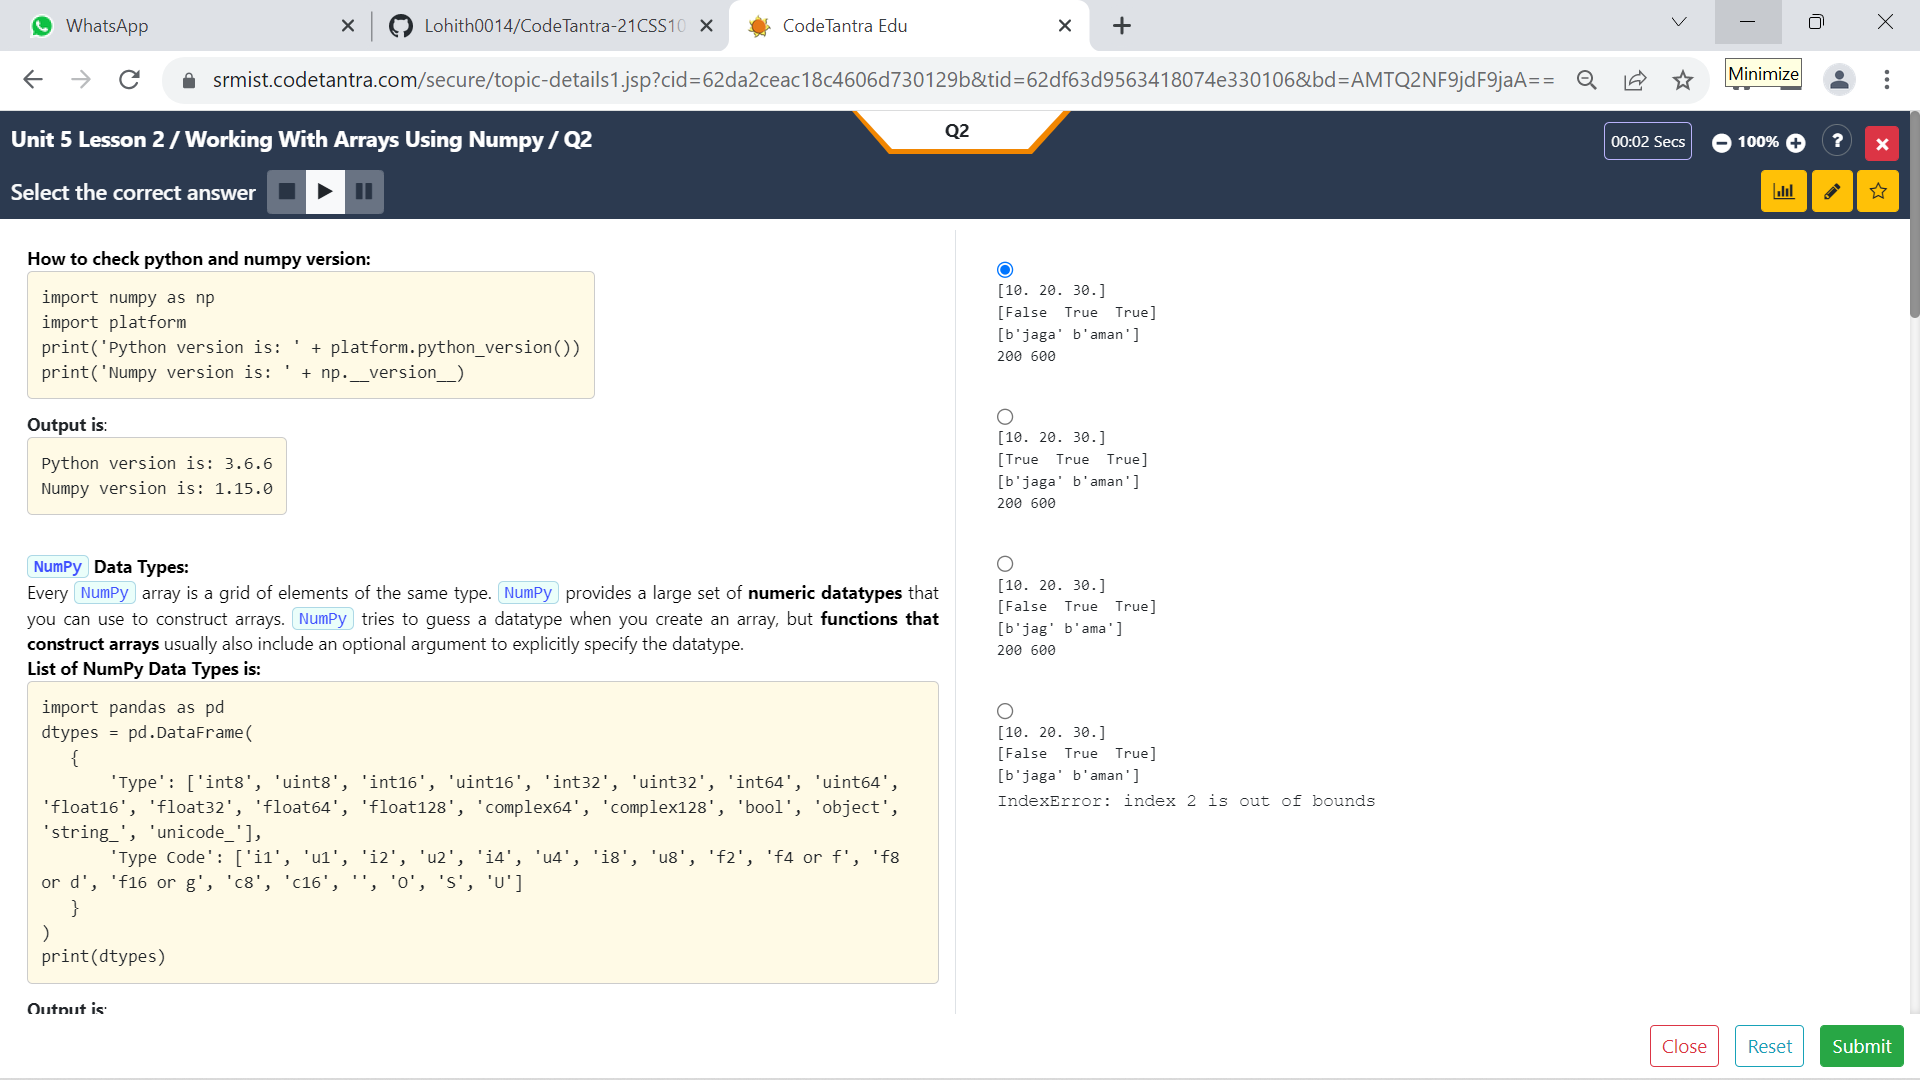 WhatsApp
Lohith0014/CodeTantra-21CSS10
CodeTantra Edu
srmist.codetantra.com/secure/topic-details1.jsp?cid=62da2ceac18c4606d730129b&tid=62df63d9563418074e330106&bd=AMTQ2NF9jdF9jaA==
Minimize
Unit 5 Lesson 2 / Working With Arrays Using Numpy / Q2
Q2
00:02 Secs
100%
?
Select the correct answer
How to check python and numpy version:
import numpy as np
import platform
print('Python version is: ' + platform.python_version())
print('Numpy version is: ' + np.__version__)
Output is:
Python version is: 3.6.6
Numpy version is: 1.15.0
NumPy Data Types:
Every NumPy array is a grid of elements of the same type. NumPy provides a large set of numeric datatypes that
you can use to construct arrays. NumPy tries to guess a datatype when you create an array, but functions that
construct arrays usually also include an optional argument to explicitly specify the datatype.
List of NumPy Data Types is:
import pandas as pd
dtypes = pd.DataFrame(
{
'Type': ['int8', 'uint8', 'int16', 'uint16', 'int32', 'uint32', 'int64', 'uint64',
'float16', 'float32', 'float64', 'float128', 'complex64', 'complex128', 'bool', 'object',
'string_', 'unicode_'],
'Type Code': ['i1', 'u1', 'i2', 'u2', 'i4', 'u4', 'i8', 'u8', 'f2', 'f4 or f', 'f8
or d', 'f16 or g', 'c8', 'c16', '', 'O', 'S', 'U']
}
)
print(dtypes)
Output is:
[10. 20. 30.]
[False  True  True]
[b'jaga' b'aman']
200 600
[10. 20. 30.]
[True  True  True]
[b'jaga' b'aman']
200 600
[10. 20. 30.]
[False  True  True]
[b'jag' b'ama']
200 600
[10. 20. 30.]
[False  True  True]
[b'jaga' b'aman']
IndexError: index 2 is out of bounds
Close
Reset
Submit